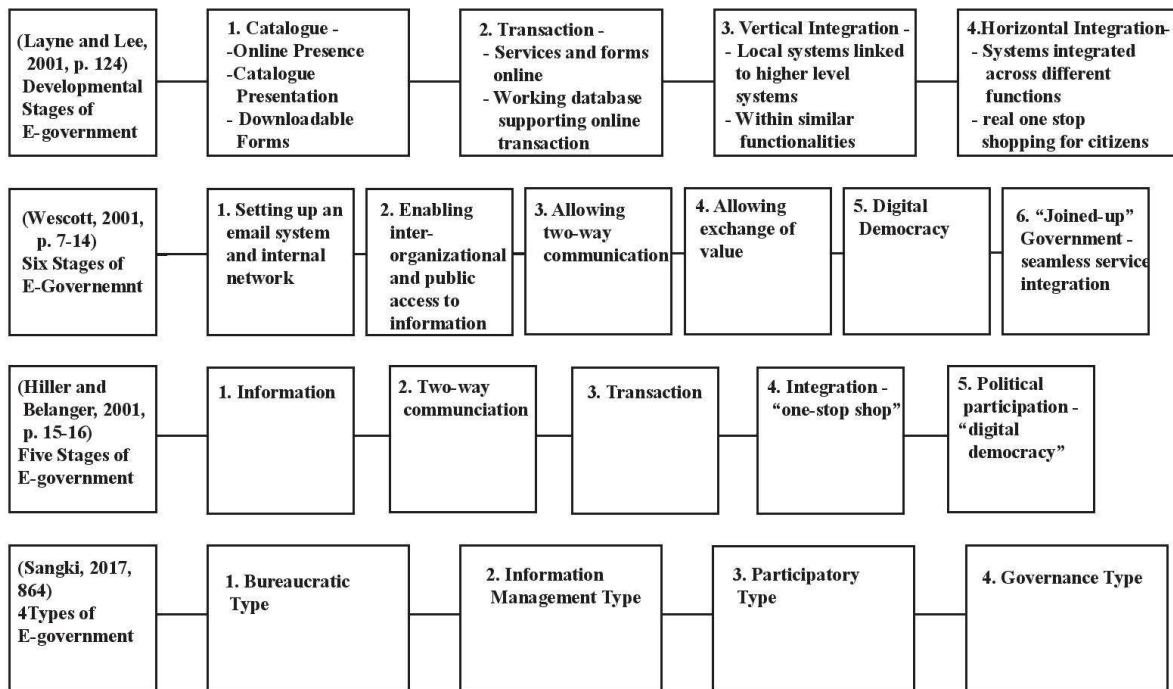 (Layne and Lee,
2001, p. 124)
Developmental
Stages of
E-government
1. Catalogue -
-Online Presence
-Catalogue
Presentation
- Downloadable
Forms
2. Transaction -
- Services and forms
online
- Working database
supporting online
transaction
3. Vertical Integration -
- Local systems linked
to higher level
systems
- Within similar
functionalities
4.Horizontal Integration-
- Systems integrated
across different
functions
- real one stop
shopping for citizens
(Wescott, 2001,
p. 7-14)
Six Stages of
E-Governemnt
1. Setting up an
email system
and internal
network
2. Enabling
inter-
organizational
and public
access to
information
3. Allowing
two-way
communication
4. Allowing
exchange of
value
5. Digital
Democracy
6. “Joined-up”
Government -
seamless service
integration
(Hiller and
Belanger, 2001,
p. 15-16)
Five Stages of
E-government
1. Information
2. Two-way
communciation
3. Transaction
4. Integration -
“one-stop shop”
5. Political
participation -
“digital
democracy”
(Sangki, 2017,
864)
4Types of
E-government
1. Bureaucratic
Type
2. Information
Management Type
3. Participatory
Type
4. Governance Type